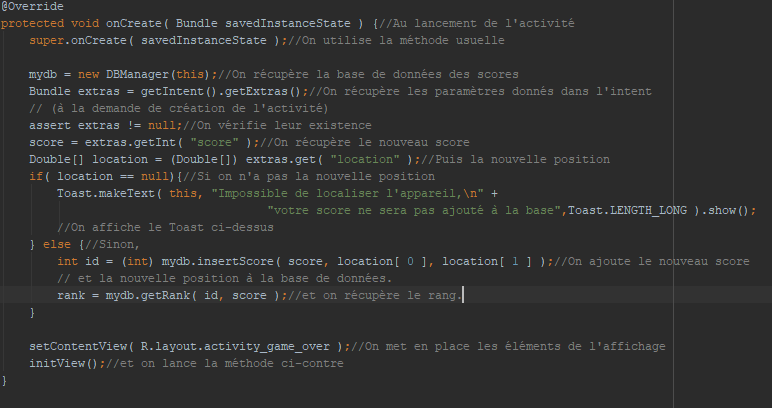 @Override
protected void onCreate( Bundle savedInstanceState ) {//Au lancement de l'activité
super.onCreate( savedInstanceState );//On utilise la méthode usuelle
mydb = new DBManager(this);//On récupère la base de données des scores
Bundle extras = getIntent().getExtras();//On récupère les paramètres donnés dans l'intent
// (à la demande de création de l'activité)
assert extras != null;//On vérifie leur existence
score = extras.getInt( "score" );//On récupère le nouveau score
Double[] location = (Double[]) extras.get( "location" );//Puis la nouvelle position
if( location == null){//Si on n'a pas la nouvelle position
Toast.makeText( this, "Impossible de localiser l'appareil,\n" +
"votre score ne sera pas ajouté à la base",Toast.LENGTH_LONG ).show();
//On affiche le Toast ci-dessus
} else {//Sinon,
int id = (int) mydb.insertScore( score, location[ 0 ], location[ 1 ] );//On ajoute le nouveau score
// et la nouvelle position à la base de données.
rank = mydb.getRank( id, score );//et on récupère le rang.
}
setContentView( R.layout.activity_game_over );//On met en place les éléments de l'affichage
initView();//et on lance la méthode ci-contre
}